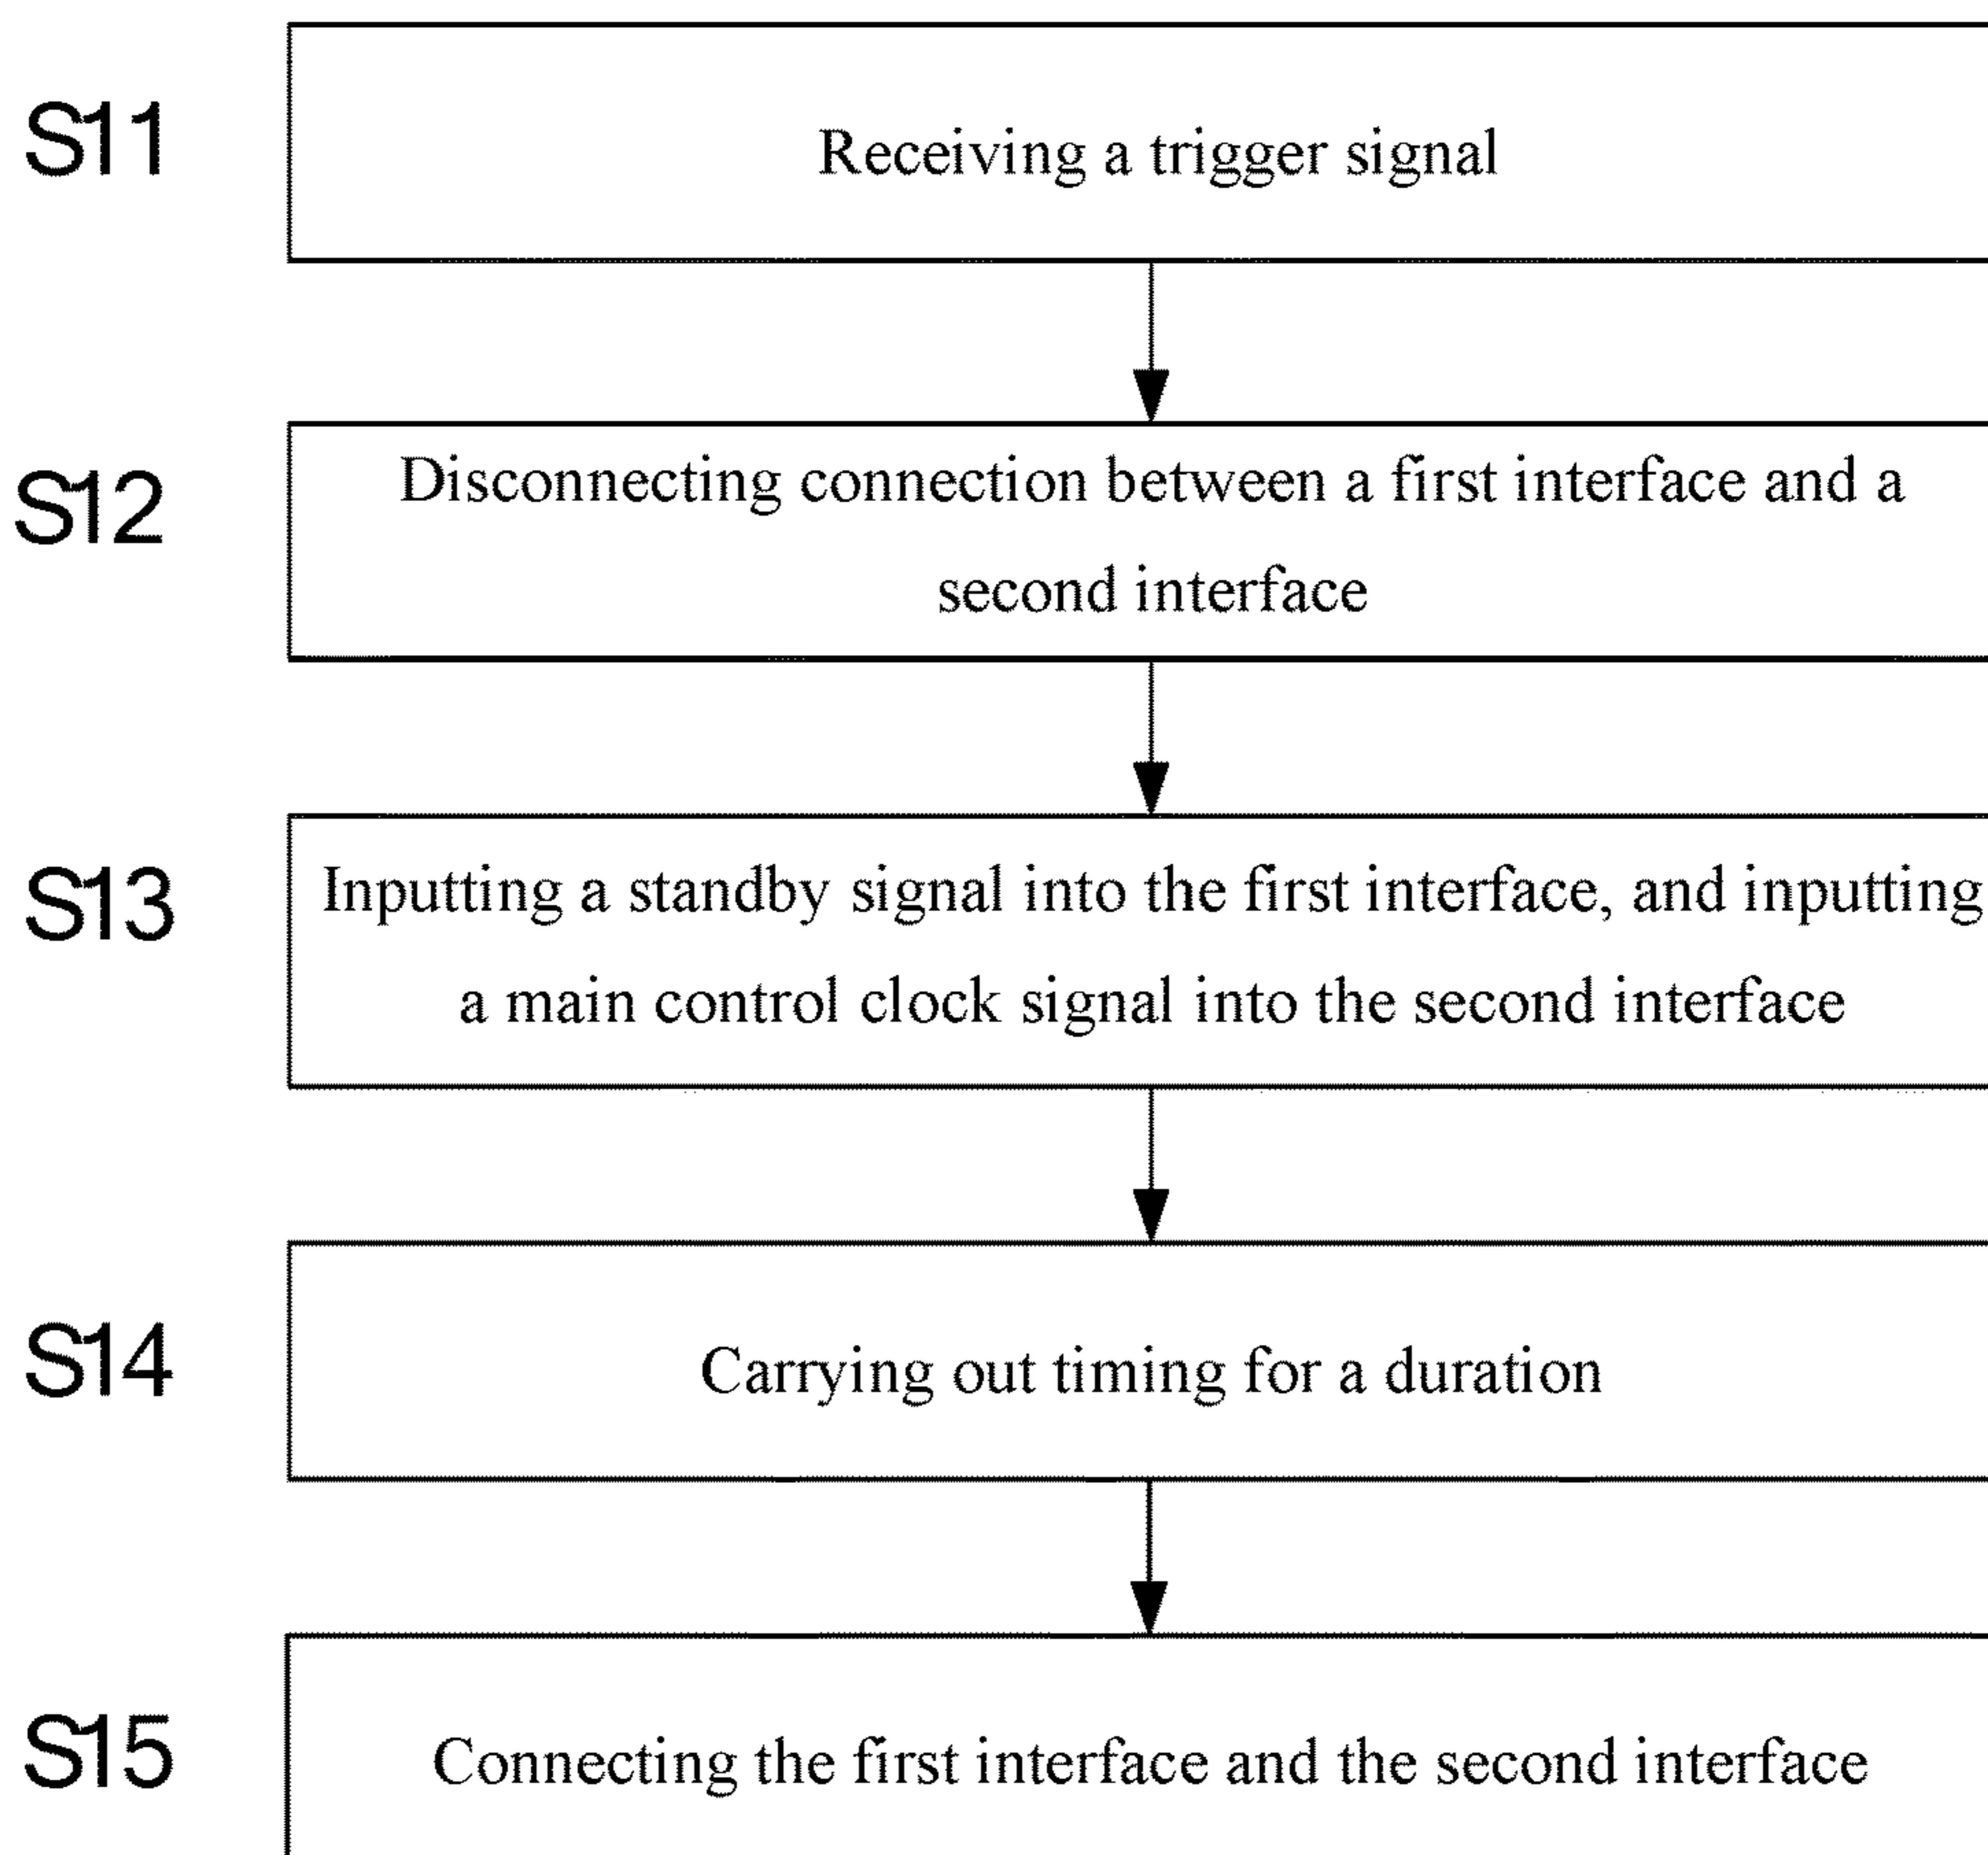 S11
Receiving a trigger signal
S12
Disconnecting connection between a first interface and a
second interface
S13
Inputting a standby signal into the first interface, and inputting
a main control clock signal into the second interface
S14
Carrying out timing for a duration
S15
Connecting the first interface and the second interface